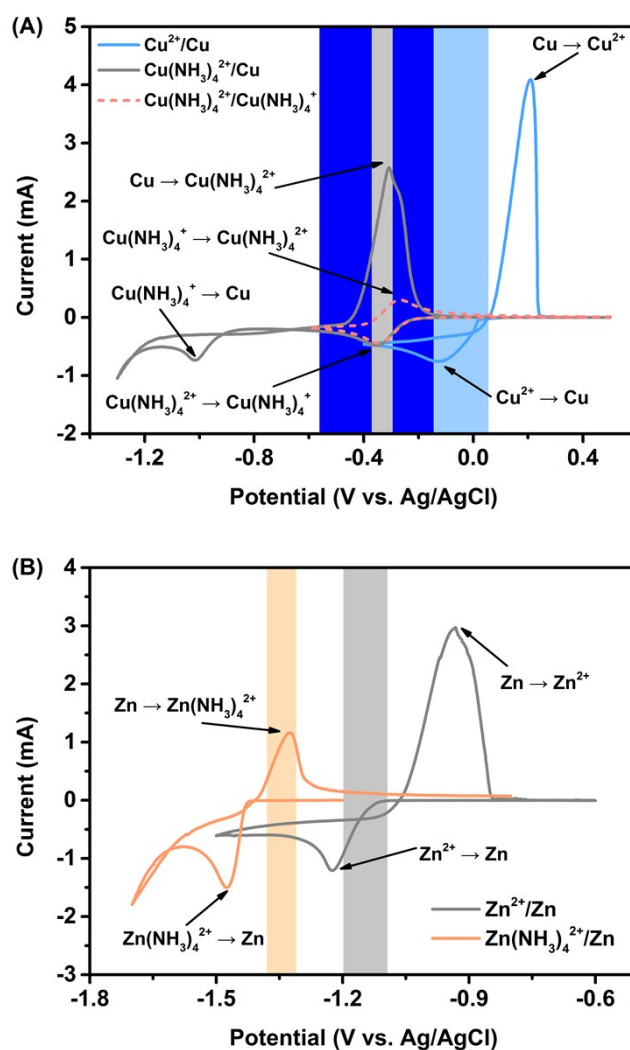 (A)
Cu²⁺/Cu
Cu(NH₃)₄²⁺/Cu
Cu(NH₃)₄²⁺/Cu(NH₃)₄⁺
Cu → Cu²⁺
Cu → Cu(NH₃)₄²⁺
Cu(NH₃)₄⁺ → Cu(NH₃)₄²⁺
Cu(NH₃)₄⁺ → Cu
Cu(NH₃)₄²⁺ → Cu(NH₃)₄⁺
Cu²⁺ → Cu
5
4
3
2
1
0
-1
-2
Current (mA)
-1.2 -0.8 -0.4 0.0 0.4
Potential (V vs. Ag/AgCl)
(B)
Zn → Zn²⁺
Zn → Zn(NH₃)₄²⁺
Zn²⁺ → Zn
Zn(NH₃)₄²⁺ → Zn
Zn²⁺/Zn
Zn(NH₃)₄²⁺/Zn
4
3
2
1
0
-1
-2
-3
Current (mA)
-1.8 -1.5 -1.2 -0.9 -0.6
Potential (V vs. Ag/AgCl)